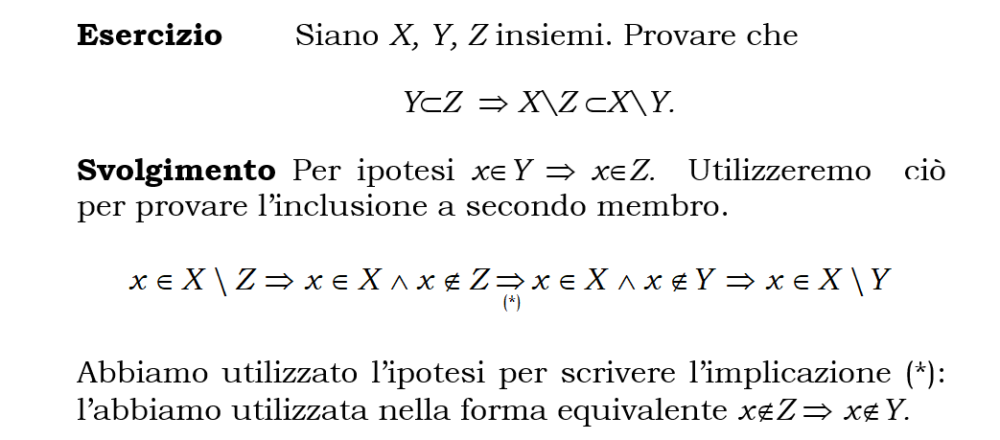 Esercizio Siano X, Y, Z insiemi. Provare che
Y⊂Z ⇒ X\Z ⊂X\Y.
Svolgimento Per ipotesi x∈Y ⇒ x∈Z. Utilizzeremo ciò
per provare l'inclusione a secondo membro.
x ∈ X \ Z ⇒ x ∈ X ∧ x ∉ Z ⇒ x ∈ X ∧ x ∉ Y ⇒ x ∈ X \ Y
(*)
Abbiamo utilizzato l'ipotesi per scrivere l'implicazione (*):
l'abbiamo utilizzata nella forma equivalente x∉Z ⇒ x∉Y.